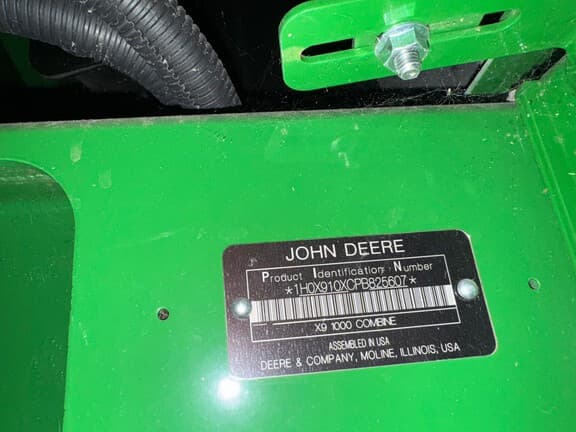 JOHN DEERE
Product Identification Number
*1H0X910XCPB825607*
X9 1000 COMBINE
ASSEMBLED IN USA
DEERE & COMPANY, MOLINE, ILLINOIS, USA